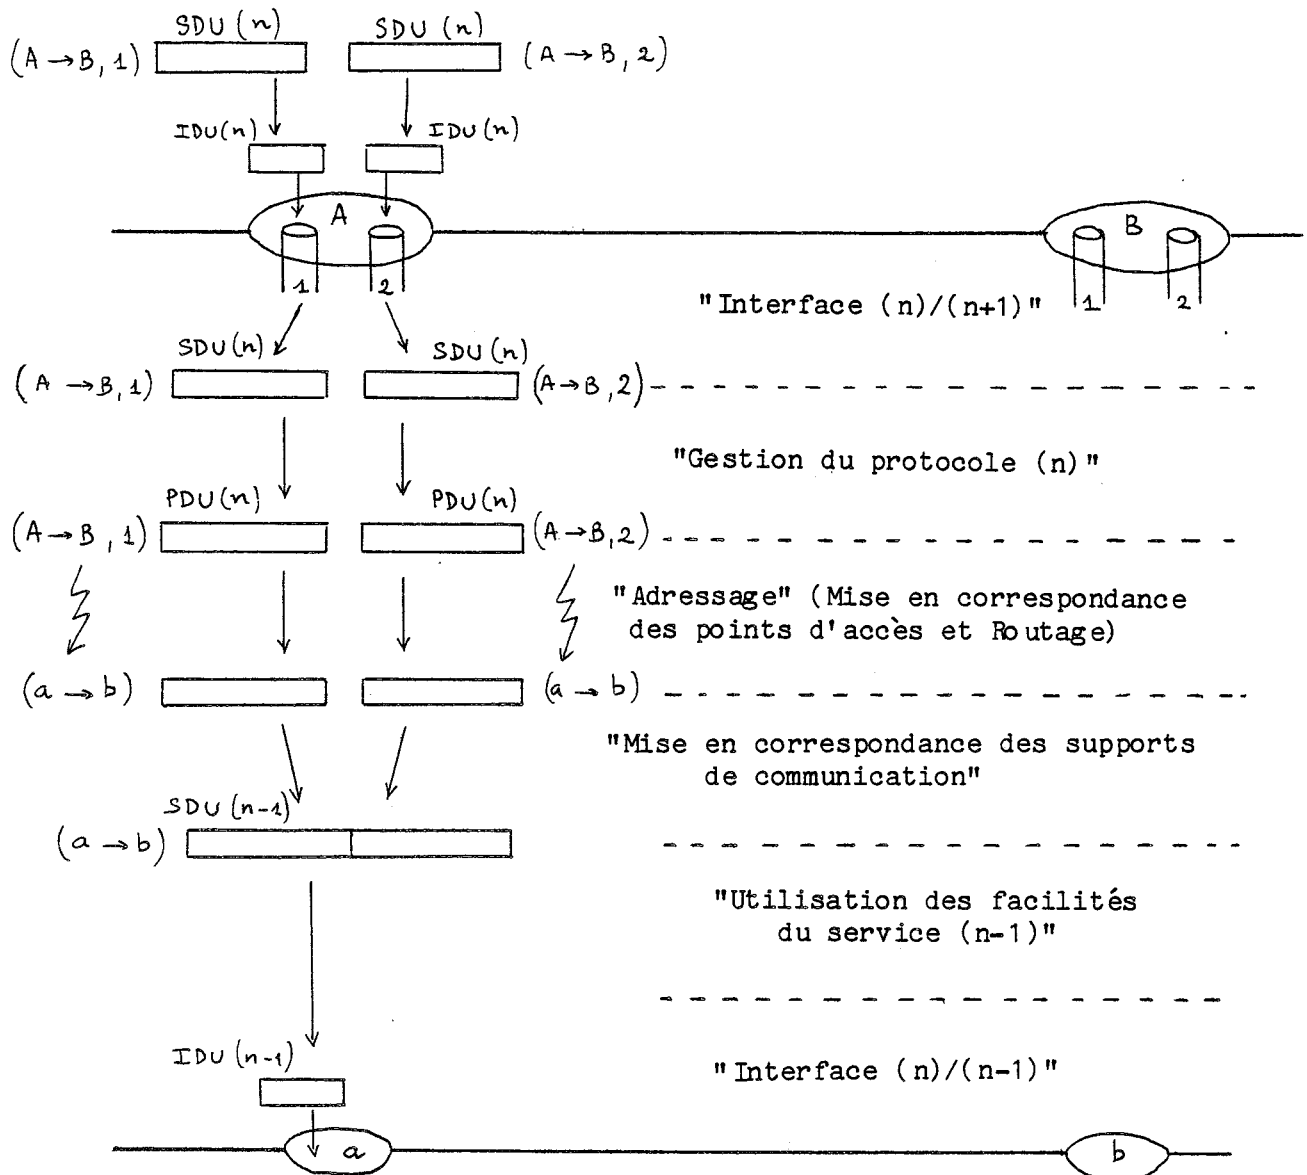 SDU (n) SDU (n)
(A → B, 1) (A → B, 2)
IDU (n) IDU (n)
A B
1 2 1 2
"Interface (n)/(n+1)"
SDU (n) SDU (n)
(A → B, 1) (A → B, 2)
"Gestion du protocole (n)"
PDU (n) PDU (n)
(A → B, 1) (A → B, 2)
"Adressage" (Mise en correspondance
des points d'accès et Routage)
(a → b) (a → b)
"Mise en correspondance des supports
de communication"
SDU (n-1)
(a → b)
"Utilisation des facilités
du service (n-1)"
IDU (n-1)
"Interface (n)/(n-1)"
a b